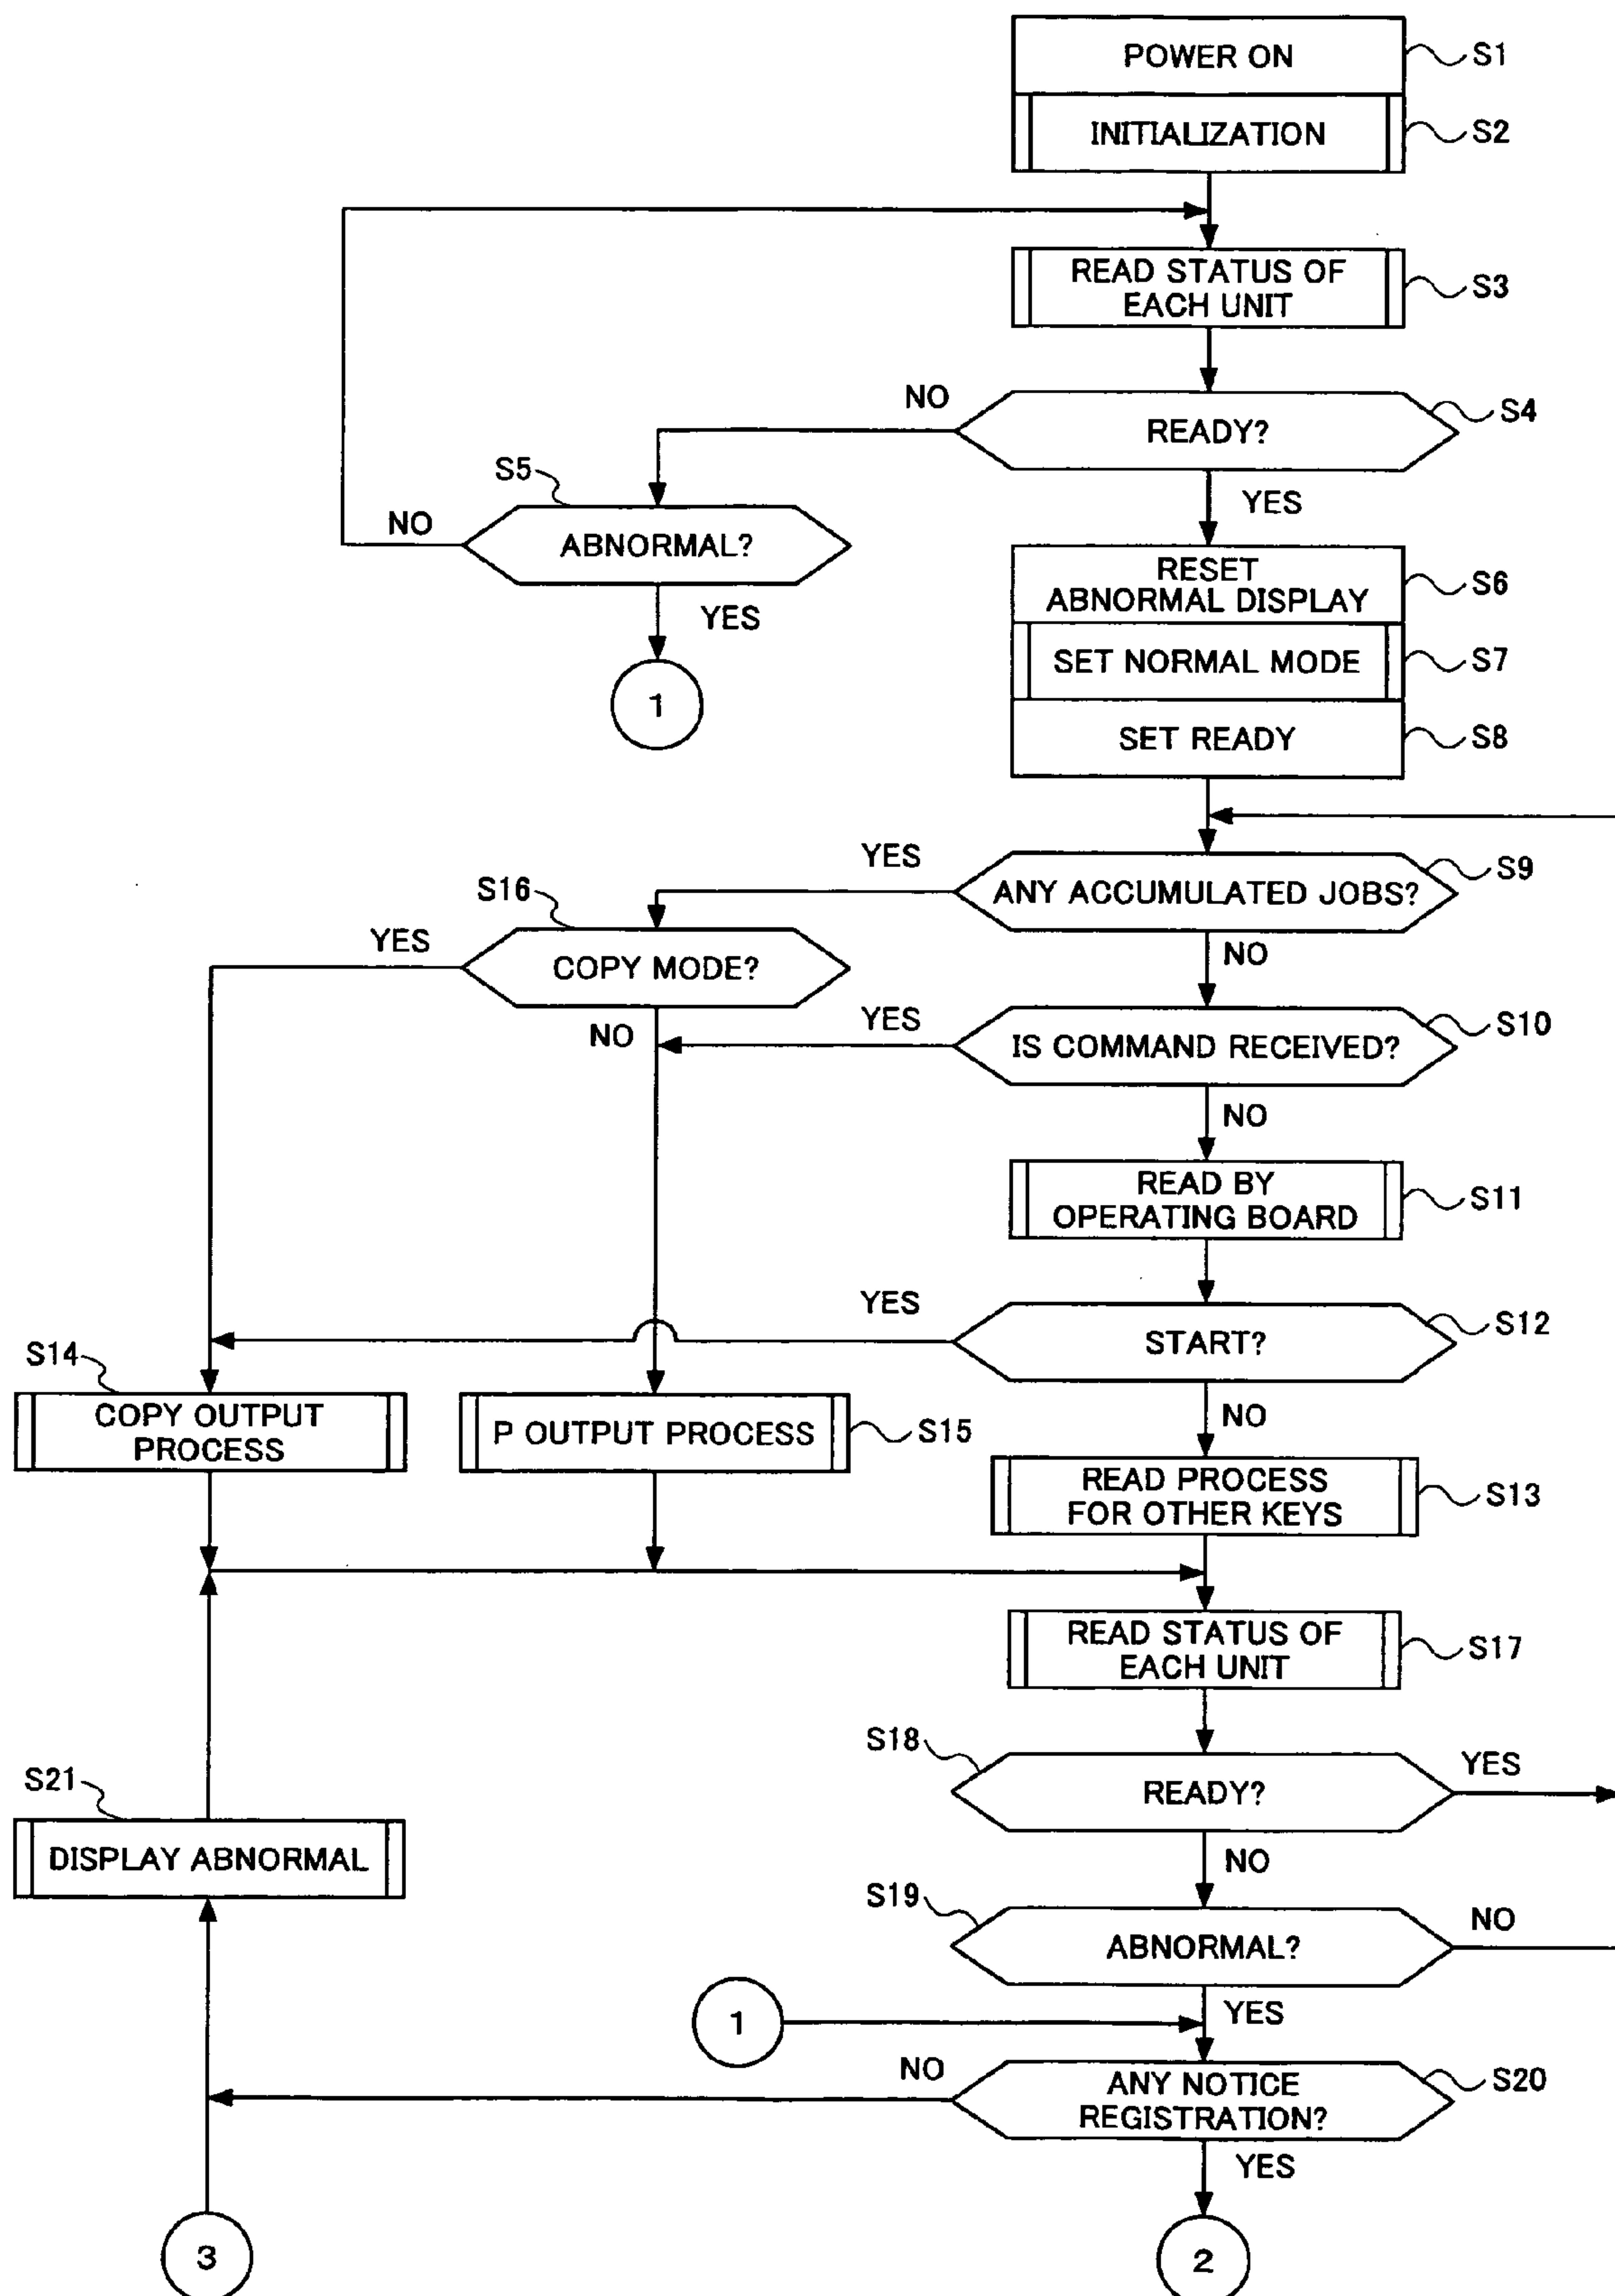 POWER ON
S1
INITIALIZATION
S2
READ STATUS OF
EACH UNIT
S3
NO
READY?
S4
S5
YES
NO
ABNORMAL?
YES
1
RESET
ABNORMAL DISPLAY
S6
SET NORMAL MODE
S7
SET READY
S8
YES
ANY ACCUMULATED JOBS?
S9
S16
YES
COPY MODE?
NO
NO
YES
IS COMMAND RECEIVED?
S10
NO
READ BY
OPERATING BOARD
S11
YES
START?
S12
S14
COPY OUTPUT
PROCESS
P OUTPUT PROCESS
S15
NO
READ PROCESS
FOR OTHER KEYS
S13
READ STATUS OF
EACH UNIT
S17
S18
READY?
YES
S21
DISPLAY ABNORMAL
NO
S19
ABNORMAL?
NO
1
YES
NO
ANY NOTICE
REGISTRATION?
S20
YES
3
2